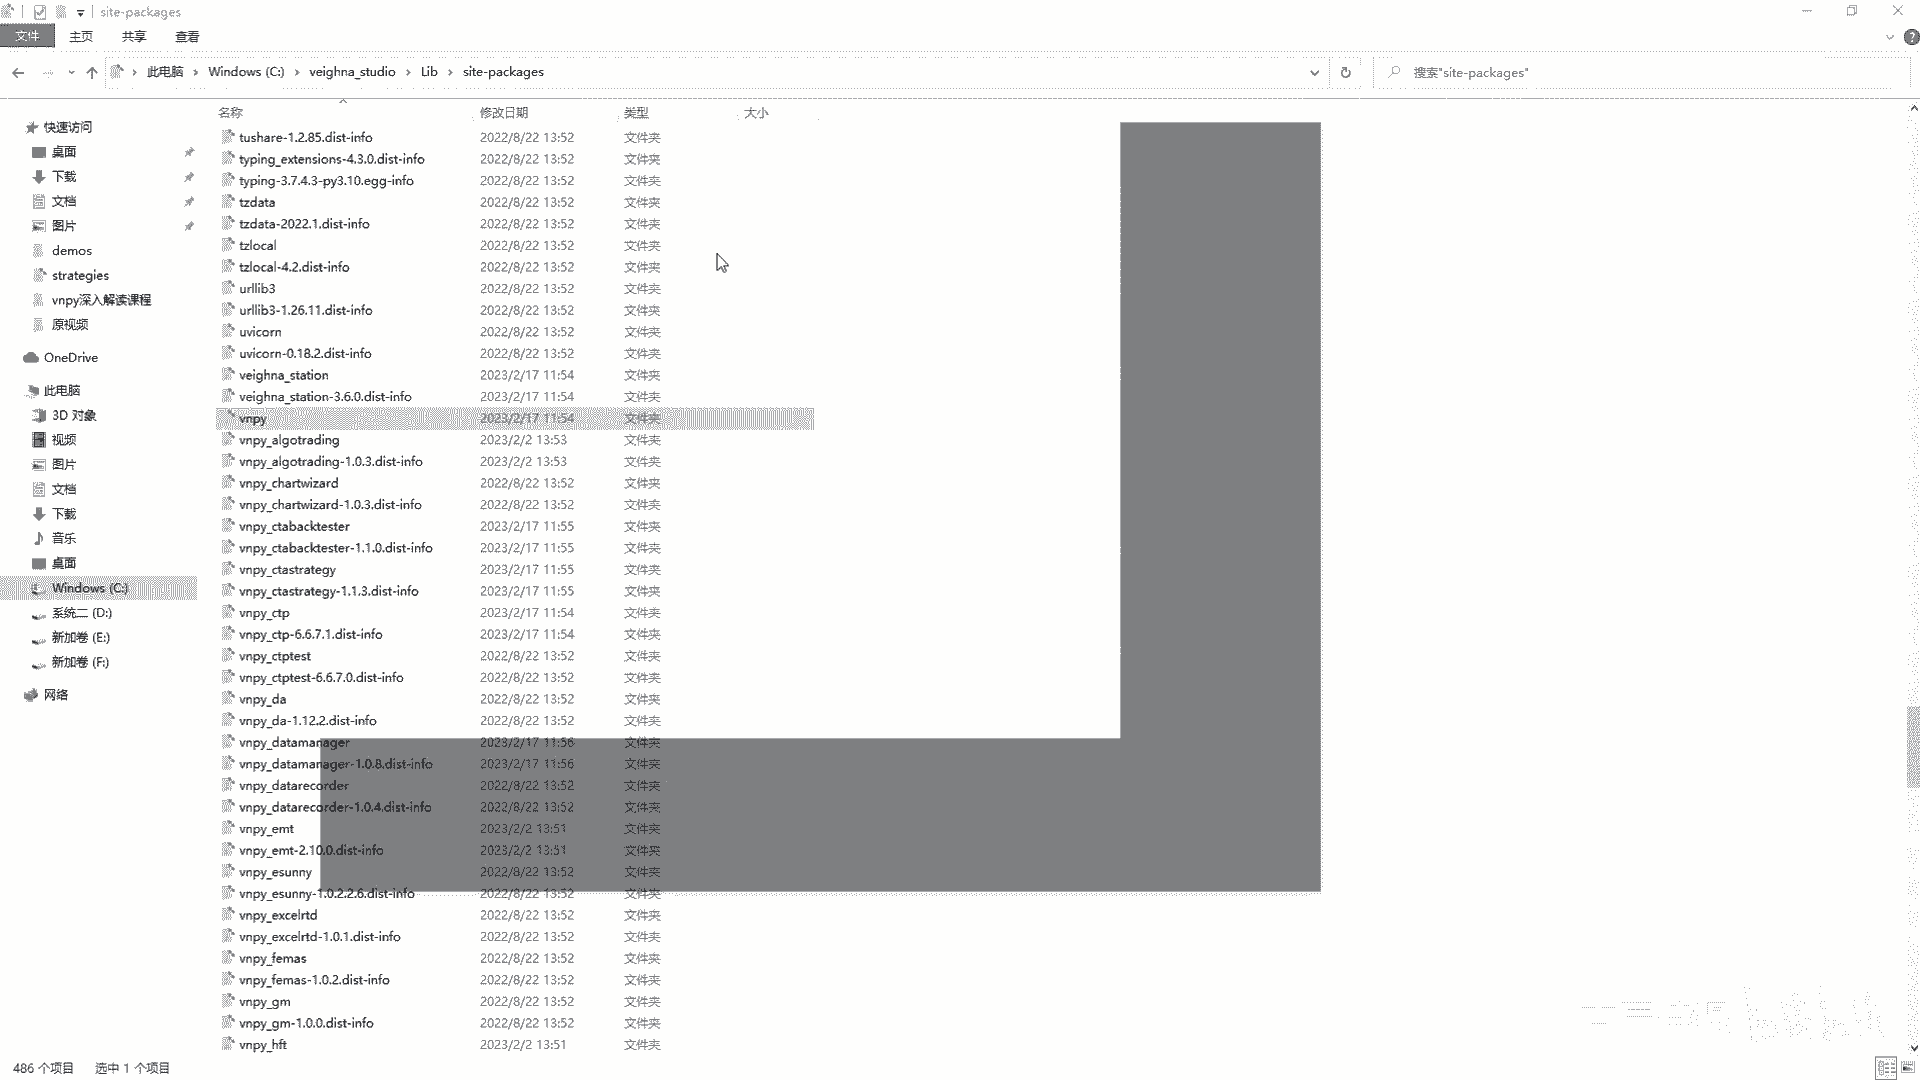 site-packages
文件 主页 共享 查看
此电脑 Windows (C:) veighna_studio Lib site-packages 搜索"site-packages"
名称 修改日期 类型 大小
快速访问
桌面
下载
文档
图片
demos
strategies
vnpy深入解读课程
原视频
OneDrive
此电脑
3D 对象
视频
图片
文档
下载
音乐
桌面
Windows (C:)
系统二 (D:)
新加卷 (E:)
新加卷 (F:)
网络
tushare-1.2.85.dist-info 2022/8/22 13:52 文件夹
typing_extensions-4.3.0.dist-info 2022/8/22 13:52 文件夹
typing-3.7.4.3-py3.10.egg-info 2022/8/22 13:52 文件夹
tzdata 2022/8/22 13:52 文件夹
tzdata-2022.1.dist-info 2022/8/22 13:52 文件夹
tzlocal 2022/8/22 13:52 文件夹
tzlocal-4.2.dist-info 2022/8/22 13:52 文件夹
urllib3 2022/8/22 13:52 文件夹
urllib3-1.26.11.dist-info 2022/8/22 13:52 文件夹
uvicorn 2022/8/22 13:52 文件夹
uvicorn-0.18.2.dist-info 2022/8/22 13:52 文件夹
veighna_station 2023/2/17 11:54 文件夹
veighna_station-3.6.0.dist-info 2023/2/17 11:54 文件夹
vnpy 2023/2/17 11:54 文件夹
vnpy_algotrading 2023/2/2 13:53 文件夹
vnpy_algotrading-1.0.3.dist-info 2023/2/2 13:53 文件夹
vnpy_chartwizard 2022/8/22 13:52 文件夹
vnpy_chartwizard-1.0.3.dist-info 2022/8/22 13:52 文件夹
vnpy_ctabacktester 2023/2/17 11:55 文件夹
vnpy_ctabacktester-1.1.0.dist-info 2023/2/17 11:55 文件夹
vnpy_ctastrategy 2023/2/17 11:55 文件夹
vnpy_ctastrategy-1.1.3.dist-info 2023/2/17 11:55 文件夹
vnpy_ctp 2023/2/17 11:54 文件夹
vnpy_ctp-6.6.7.1.dist-info 2023/2/17 11:54 文件夹
vnpy_ctptest 2022/8/22 13:52 文件夹
vnpy_ctptest-6.6.7.0.dist-info 2022/8/22 13:52 文件夹
vnpy_da 2022/8/22 13:52 文件夹
vnpy_da-1.12.2.dist-info 2022/8/22 13:52 文件夹
vnpy_datamanager 2023/2/17 11:56 文件夹
vnpy_datamanager-1.0.8.dist-info 2023/2/17 11:56 文件夹
vnpy_datarecorder 2022/8/22 13:52 文件夹
vnpy_datarecorder-1.0.4.dist-info 2022/8/22 13:52 文件夹
vnpy_emt 2023/2/2 13:51 文件夹
vnpy_emt-2.10.0.dist-info 2023/2/2 13:51 文件夹
vnpy_esunny 2022/8/22 13:52 文件夹
vnpy_esunny-1.0.2.2.6.dist-info 2022/8/22 13:52 文件夹
vnpy_excelrtd 2022/8/22 13:52 文件夹
vnpy_excelrtd-1.0.1.dist-info 2022/8/22 13:52 文件夹
vnpy_femas 2022/8/22 13:52 文件夹
vnpy_femas-1.0.2.dist-info 2022/8/22 13:52 文件夹
vnpy_gm 2022/8/22 13:52 文件夹
vnpy_gm-1.0.0.dist-info 2022/8/22 13:52 文件夹
vnpy_hft 2023/2/2 13:51 文件夹
486 个项目 选中 1 个项目